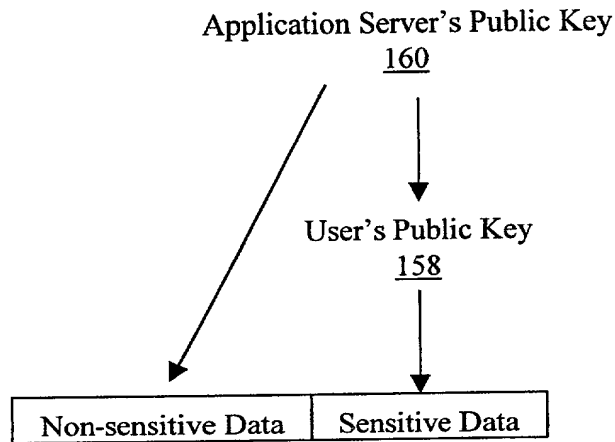 Application Server's Public Key
160
User's Public Key
158
Non-sensitive Data
Sensitive Data